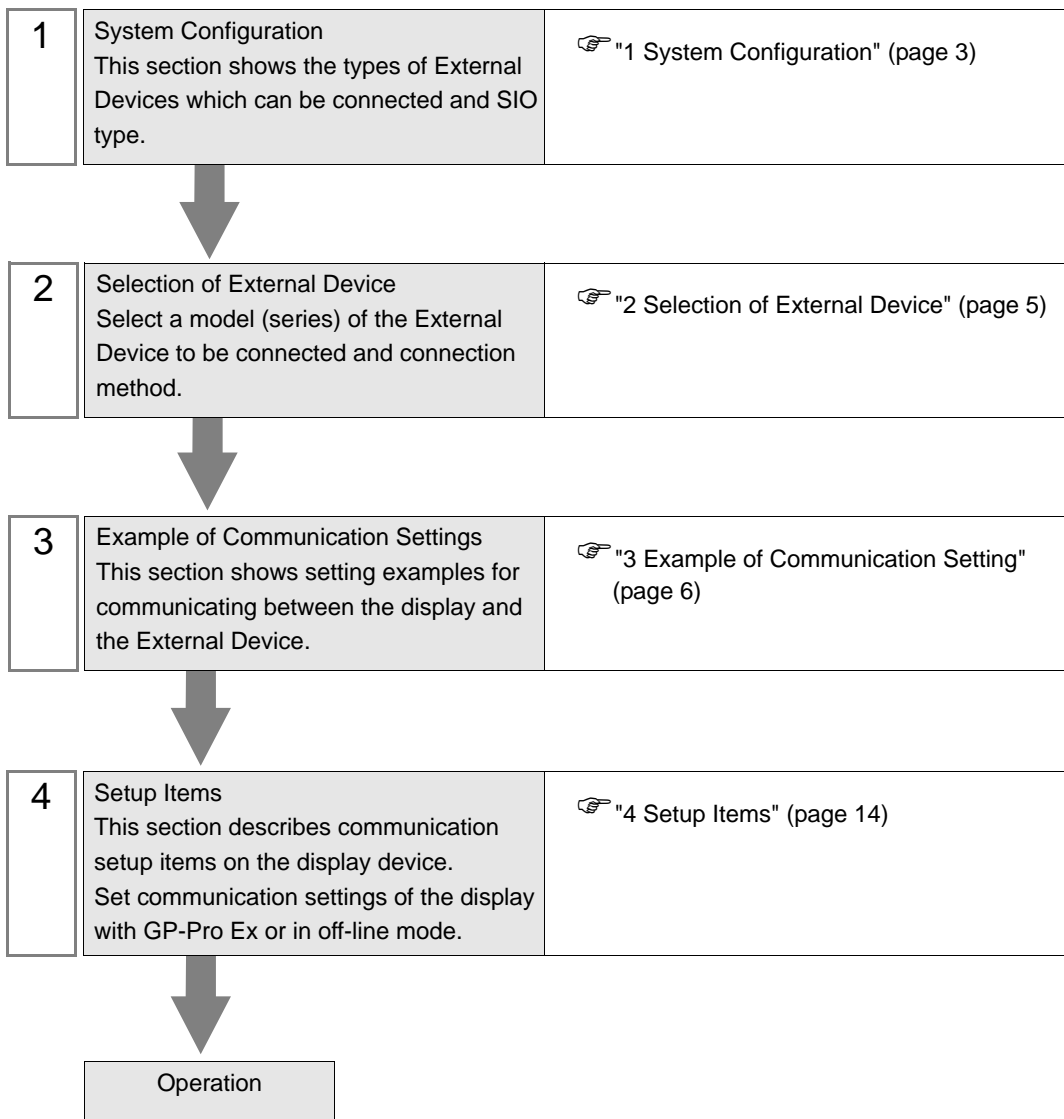 1
System Configuration
This section shows the types of External
Devices which can be connected and SIO
type.
"1 System Configuration" (page 3)
2
Selection of External Device
Select a model (series) of the External
Device to be connected and connection
method.
"2 Selection of External Device" (page 5)
3
Example of Communication Settings
This section shows setting examples for
communicating between the display and
the External Device.
"3 Example of Communication Setting"
(page 6)
4
Setup Items
This section describes communication
setup items on the display device.
Set communication settings of the display
with GP-Pro Ex or in off-line mode.
"4 Setup Items" (page 14)
Operation